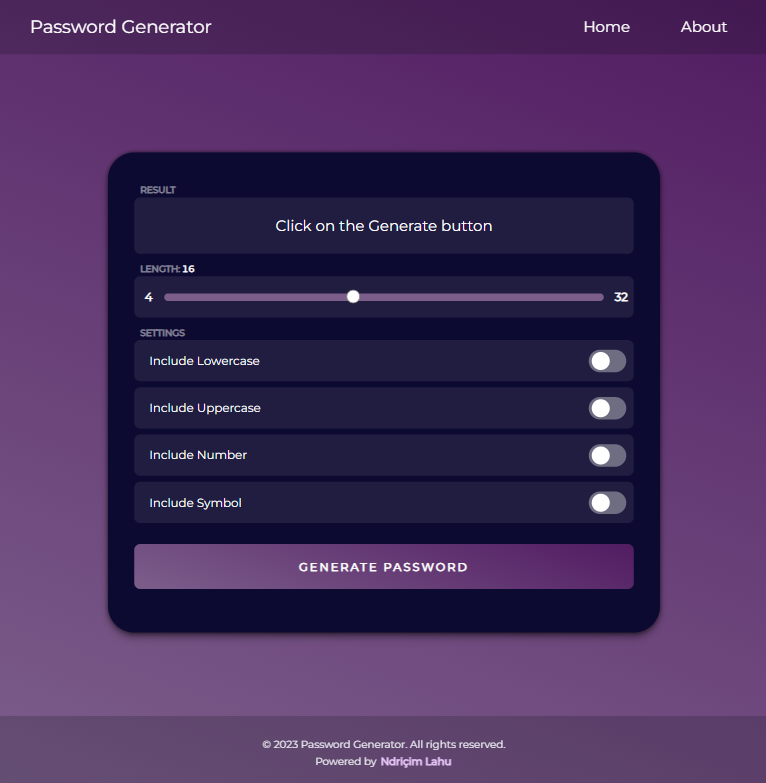 Password Generator Home About
RESULT
Click on the Generate button
LENGTH: 16
4 32
SETTINGS
Include Lowercase
Include Uppercase
Include Number
Include Symbol
GENERATE PASSWORD
© 2023 Password Generator. All rights reserved.
Powered by Ndriçim Lahu